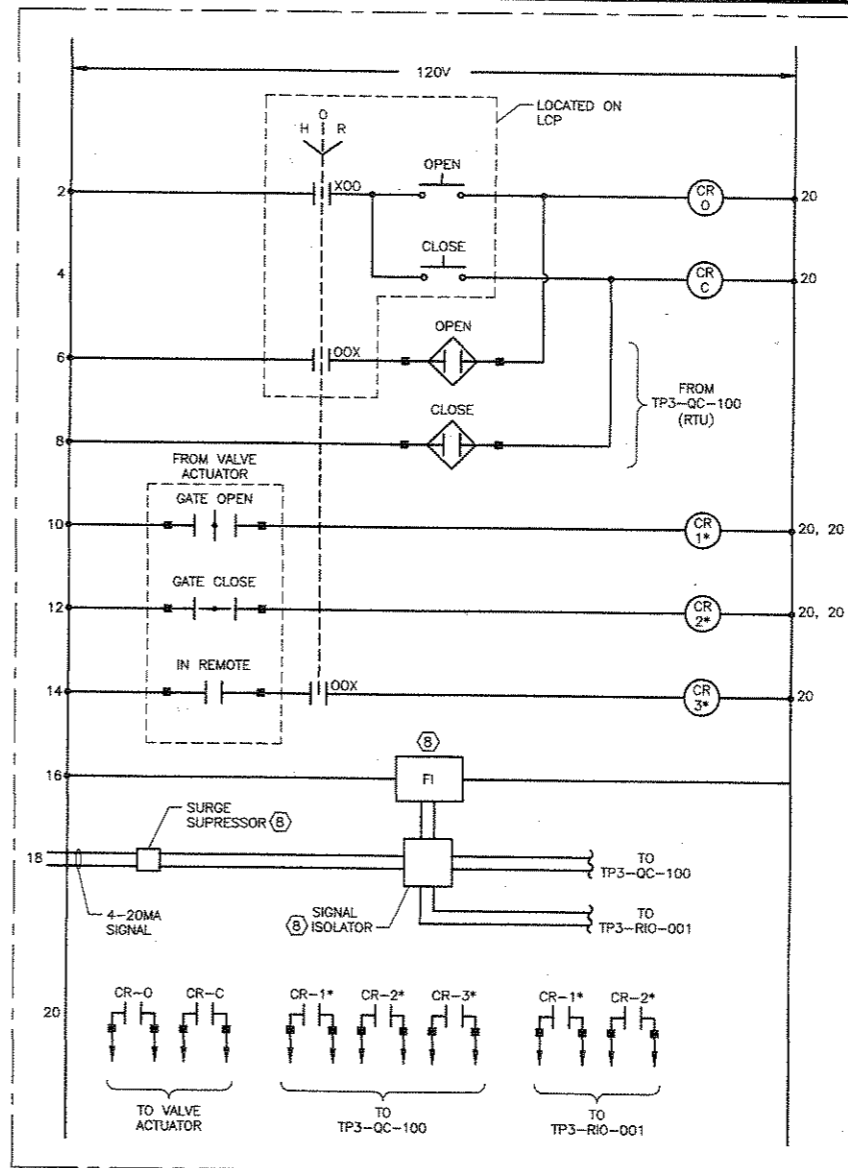 120V
LOCATED ON
LCP
O
H R
OPEN
2 XOO CR
O 20
CLOSE
4 CR
C 20
OPEN
6 OOX
FROM
TP3-QC-100
(RTU)
CLOSE
8
FROM VALVE
ACTUATOR
GATE OPEN
10 CR
1* 20, 20
GATE CLOSE
12 CR
2* 20, 20
IN REMOTE
14 OOX CR
3* 20
8
16 FI
SURGE
SUPRESSOR 8
18
TO
TP3-QC-100
4-20MA
SIGNAL
8 SIGNAL
ISOLATOR
TO
TP3-RIO-001
20 CR-O CR-C CR-1* CR-2* CR-3* CR-1* CR-2*
TO VALVE
ACTUATOR
TO
TP3-QC-100
TO
TP3-RIO-001